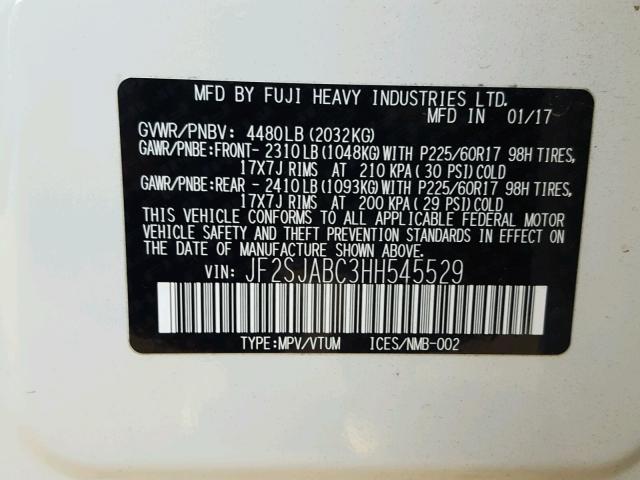 MFD BY FUJI HEAVY INDUSTRIES LTD.
MFD IN 01/17
GVWR/PNBV: 4480LB (2032KG)
GAWR/PNBE:FRONT- 2310LB (1048KG) WITH P225/60R17 98H TIRES,
17X7J RIMS AT 210 KPA ( 30 PSI) COLD
GAWR/PNBE:REAR - 2410LB (1093KG) WITH P225/60R17 98H TIRES,
17X7J RIMS AT 200 KPA ( 29 PSI) COLD
THIS VEHICLE CONFORMS TO ALL APPLICABLE FEDERAL MOTOR
VEHICLE SAFETY AND THEFT PREVENTION STANDARDS IN EFFECT ON
THE DATE OF MANUFACTURE SHOWN ABOVE.
VIN: JF2SJABC3HH545529
TYPE:MPV/VTUM ICES/NMB-002